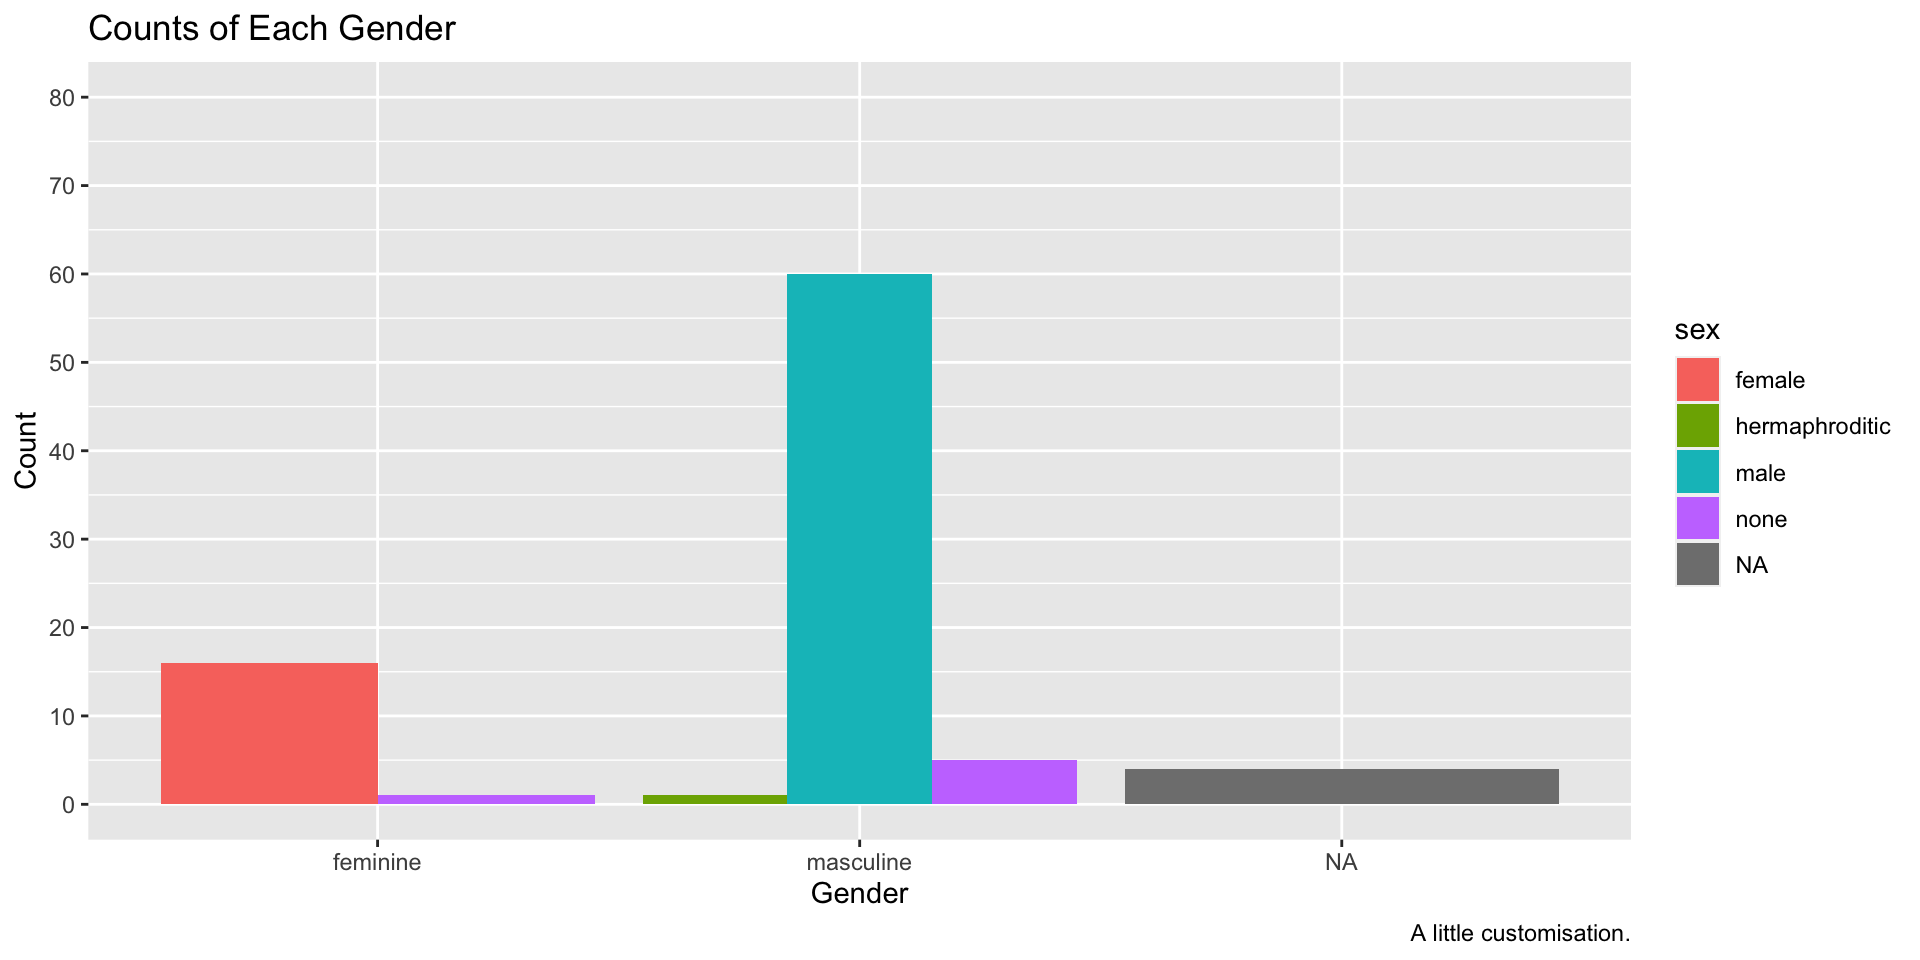 Counts of Each Gender
80
70
60
50
40
30
20
10
0
Count
feminine
masculine
NA
Gender
sex
female
hermaphroditic
male
none
NA
A little customisation.